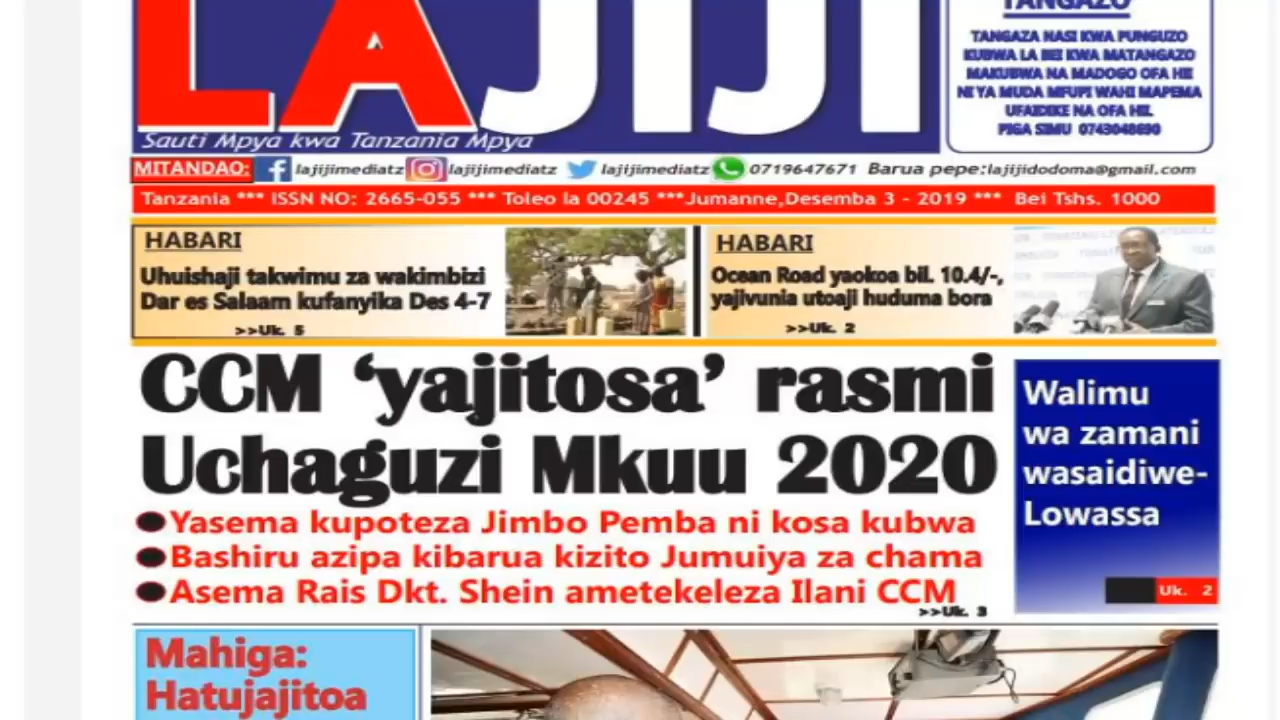 LAJIJI
Sauti Mpya kwa Tanzania Mpya
TANGAZO
TANGAZA NASI KWA PUNGUZO
KUBWA LA BEI KWA MATANGAZO
MAKUBWA NA MADOGO OFA HII
NI YA MUDA MFUPI WAHI MAPEMA
UFAIDIKE NA OFA HII.
PIGA SIMU 0743048690
MITANDAO: lajijimediatz lajijimediatz lajijimediatz 0719647671 Barua pepe:lajijidodoma@gmail.com
Tanzania *** ISSN NO: 2665-055 *** Toleo la 00245 ***Jumanne,Desemba 3 - 2019 *** Bei Tshs. 1000
HABARI
Uhuishaji takwimu za wakimbizi
Dar es Salaam kufanyika Des 4-7
>>Uk. 5
HABARI
Ocean Road yaokoa bil. 10.4/-,
yajivunia utoaji huduma bora
>>Uk. 2
CCM ‘yajitosa’ rasmi
Uchaguzi Mkuu 2020
Yasema kupoteza Jimbo Pemba ni kosa kubwa
Bashiru azipa kibarua kizito Jumuiya za chama
Asema Rais Dkt. Shein ametekeleza Ilani CCM
>>Uk. 3
Walimu
wa zamani
wasaidiwe-
Lowassa
Uk. 2
Mahiga:
Hatujajitoa